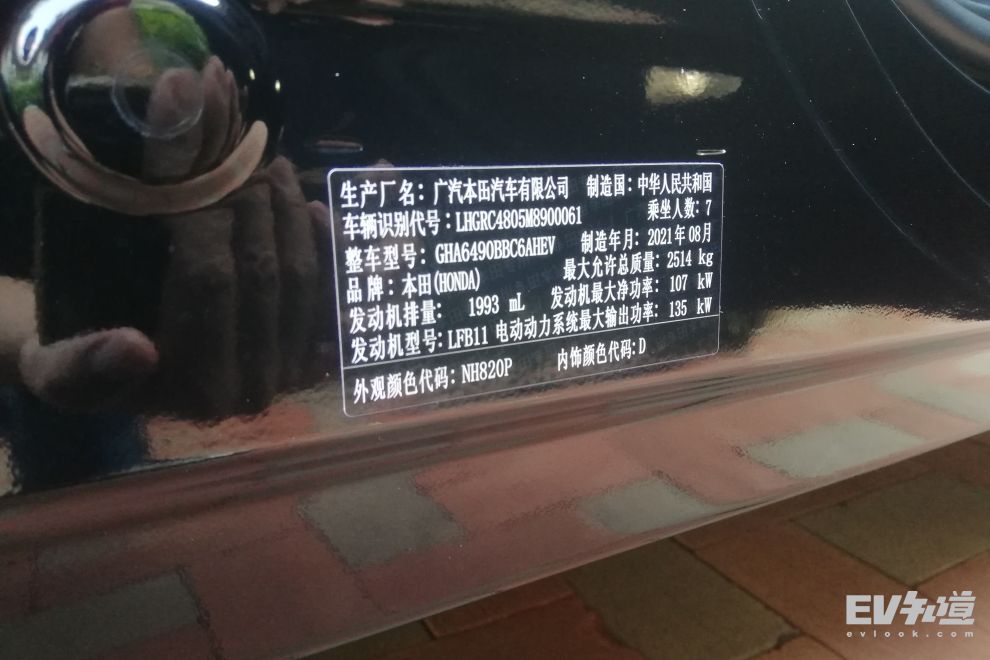 生产厂名：广汽本田汽车有限公司 制造国：中华人民共和国
车辆识别代号：LHGRC4805M8900061 乘坐人数：7
整车型号：GHA6490BBC6AHEV 制造年月：2021年08月
品牌：本田(HONDA) 最大允许总质量：2514 kg
发动机排量： 1993 mL 发动机最大净功率：107 kW
发动机型号：LFB11 电动动力系统最大输出功率：135 kW
外观颜色代码：NH820P 内饰颜色代码：D
EV知道
evlook.com